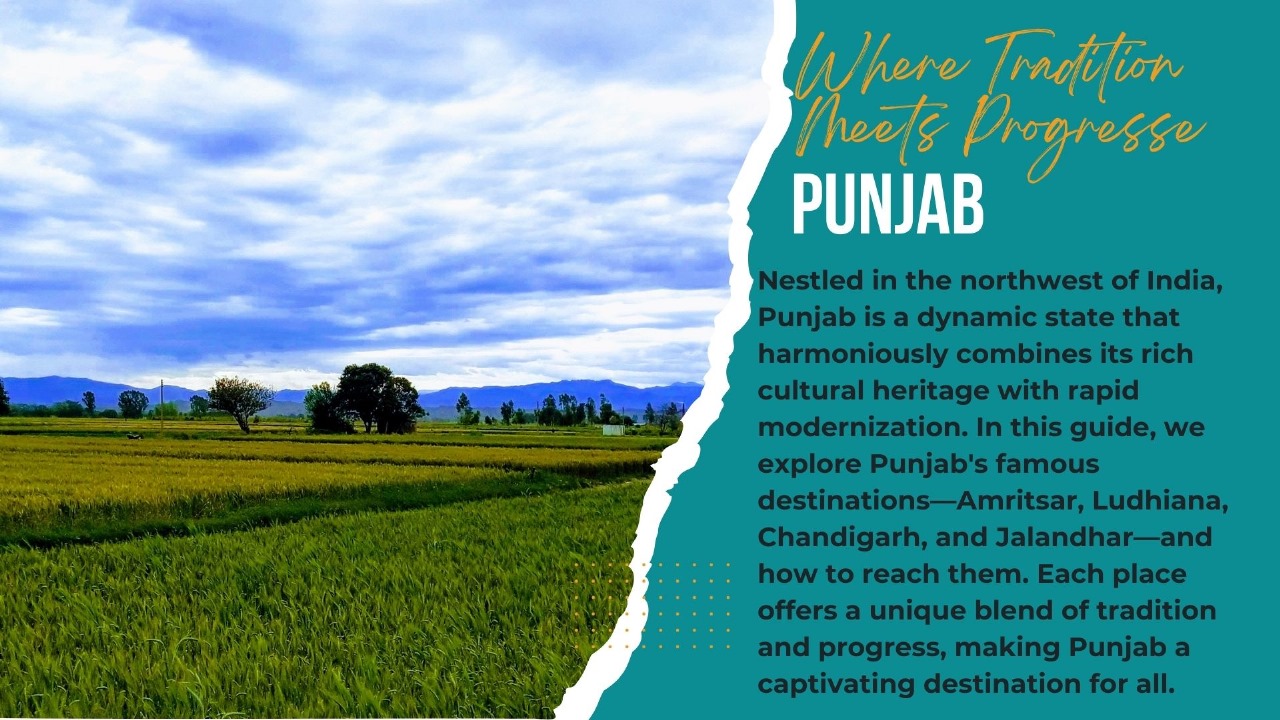 Where Tradition
Meets Progresse
PUNJAB
Nestled in the northwest of India,
Punjab is a dynamic state that
harmoniously combines its rich
cultural heritage with rapid
modernization. In this guide, we
explore Punjab's famous
destinations—Amritsar, Ludhiana,
Chandigarh, and Jalandhar—and
how to reach them. Each place
offers a unique blend of tradition
and progress, making Punjab a
captivating destination for all.